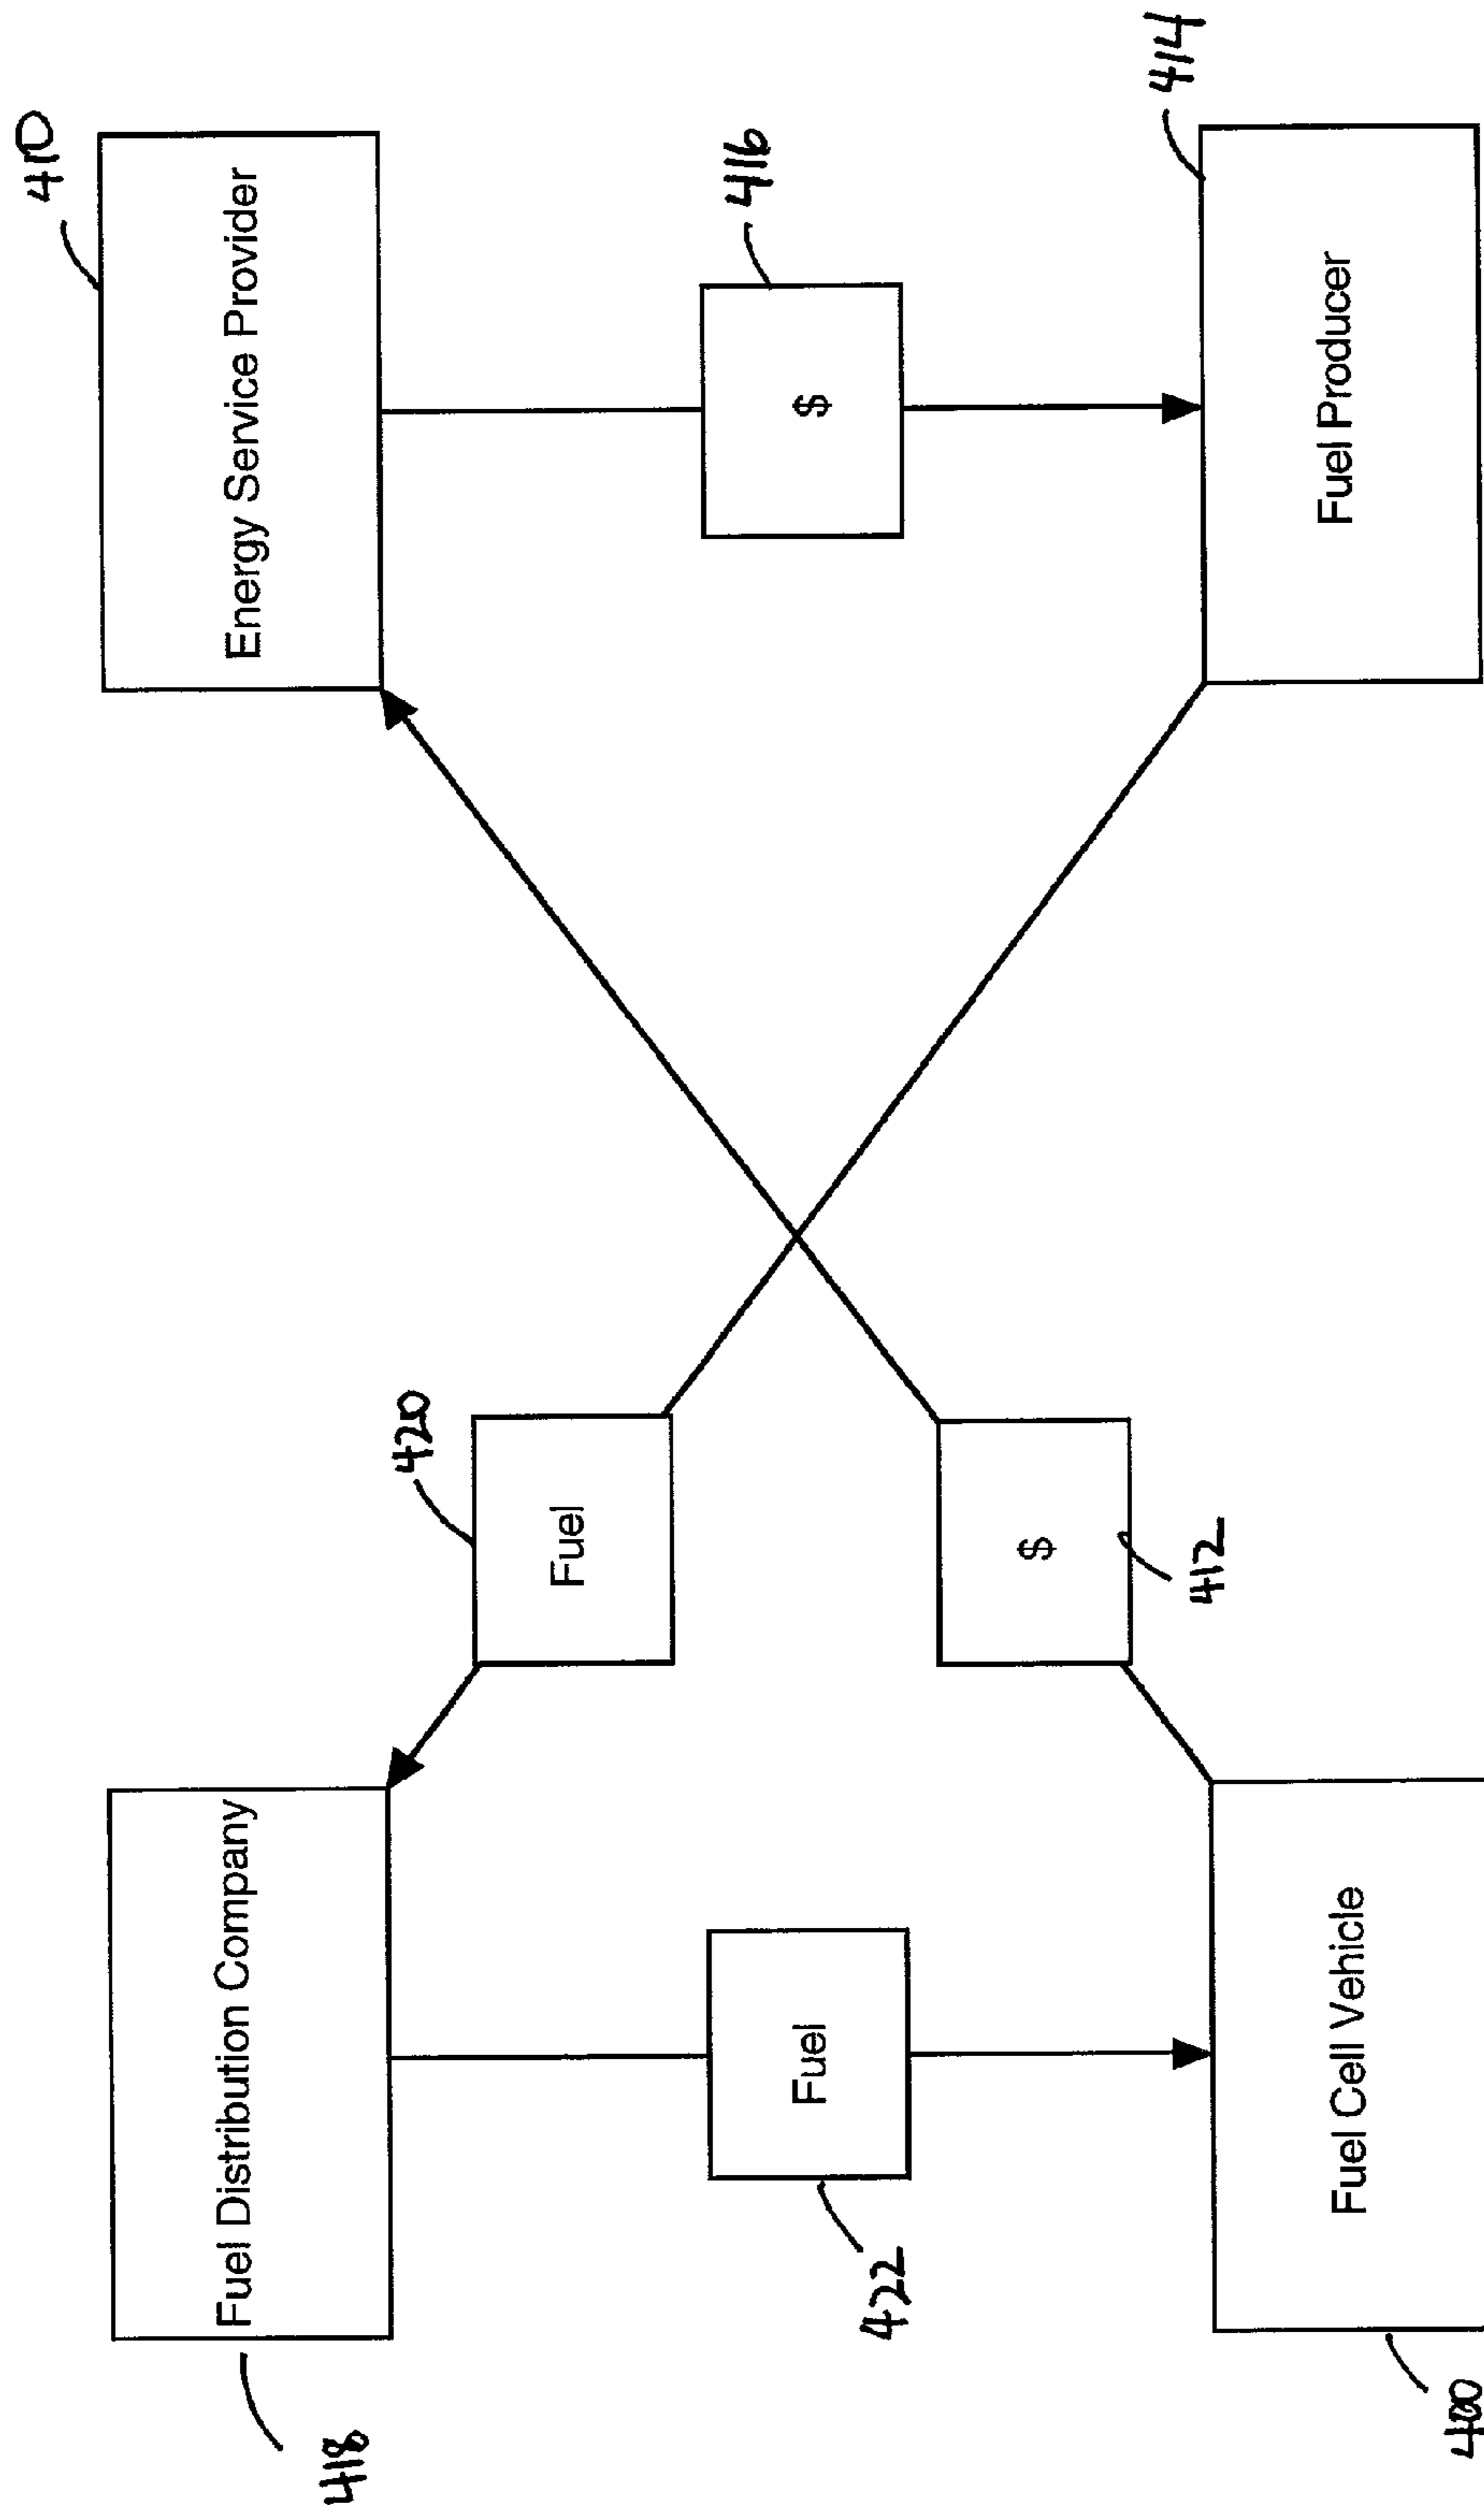 410
Fuel Distribution Company
Energy Service Provider
418
420
Fuel
416
Fuel
$
422
$
412
414
Fuel Cell Vehicle
Fuel Producer
400